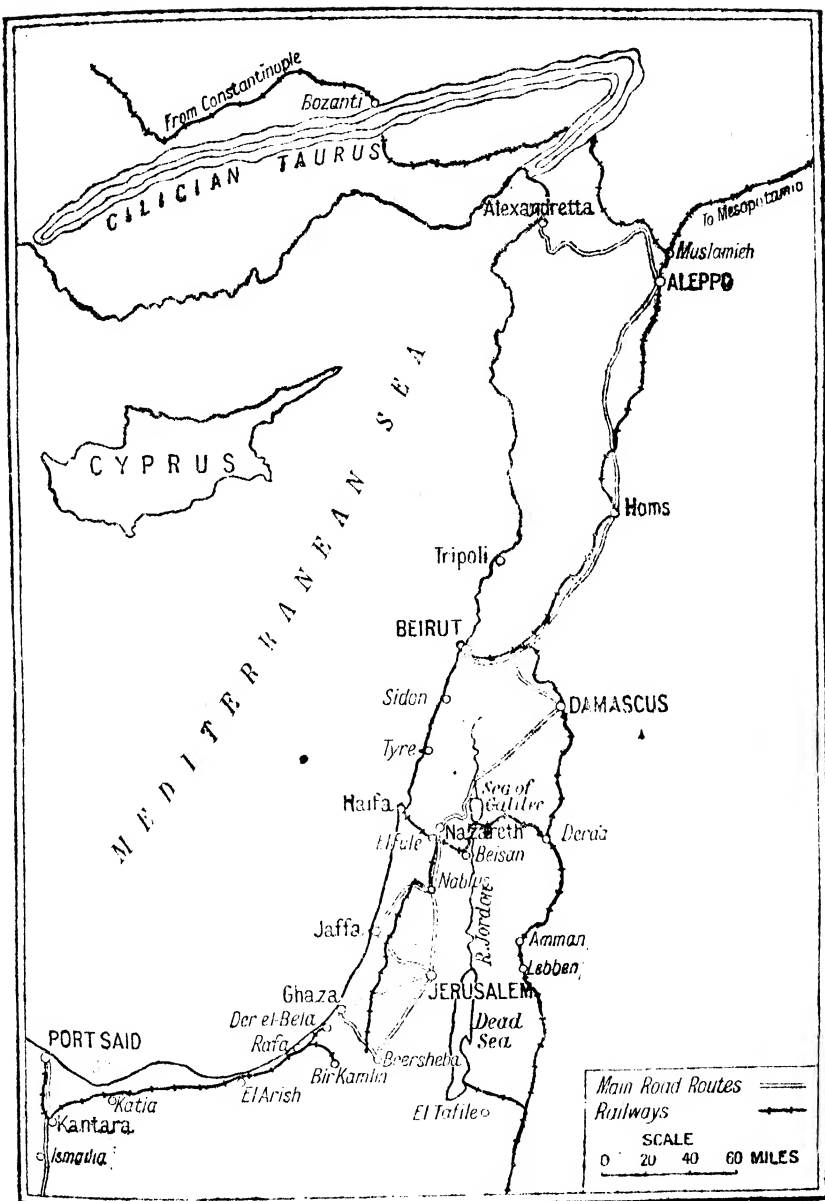 From Constantinople
Bozanti
CILICIAN TAURUS
Alexandretta
To Mesopotamia
Muslamieh
ALEPPO
CYPRUS
MEDITERRANEAN SEA
Homs
Tripoli
BEIRUT
Sidon
DAMASCUS
Tyre
Sea of
Galilee
Haifa
Nazareth
Elfule
Dera'a
Beisan
Nablus
R. Jordon
Jaffa
Amman
Lebben
JERUSALEM
Ghaza
Der el-Bela
Dead
Sea
PORT SAID
Rafa
Beersheba
Bir Kamlin
El Arish
Katia
El Tafile
Kantara
Ismailia
Main Road Routes
Railways
SCALE
0 20 40 60 MILES